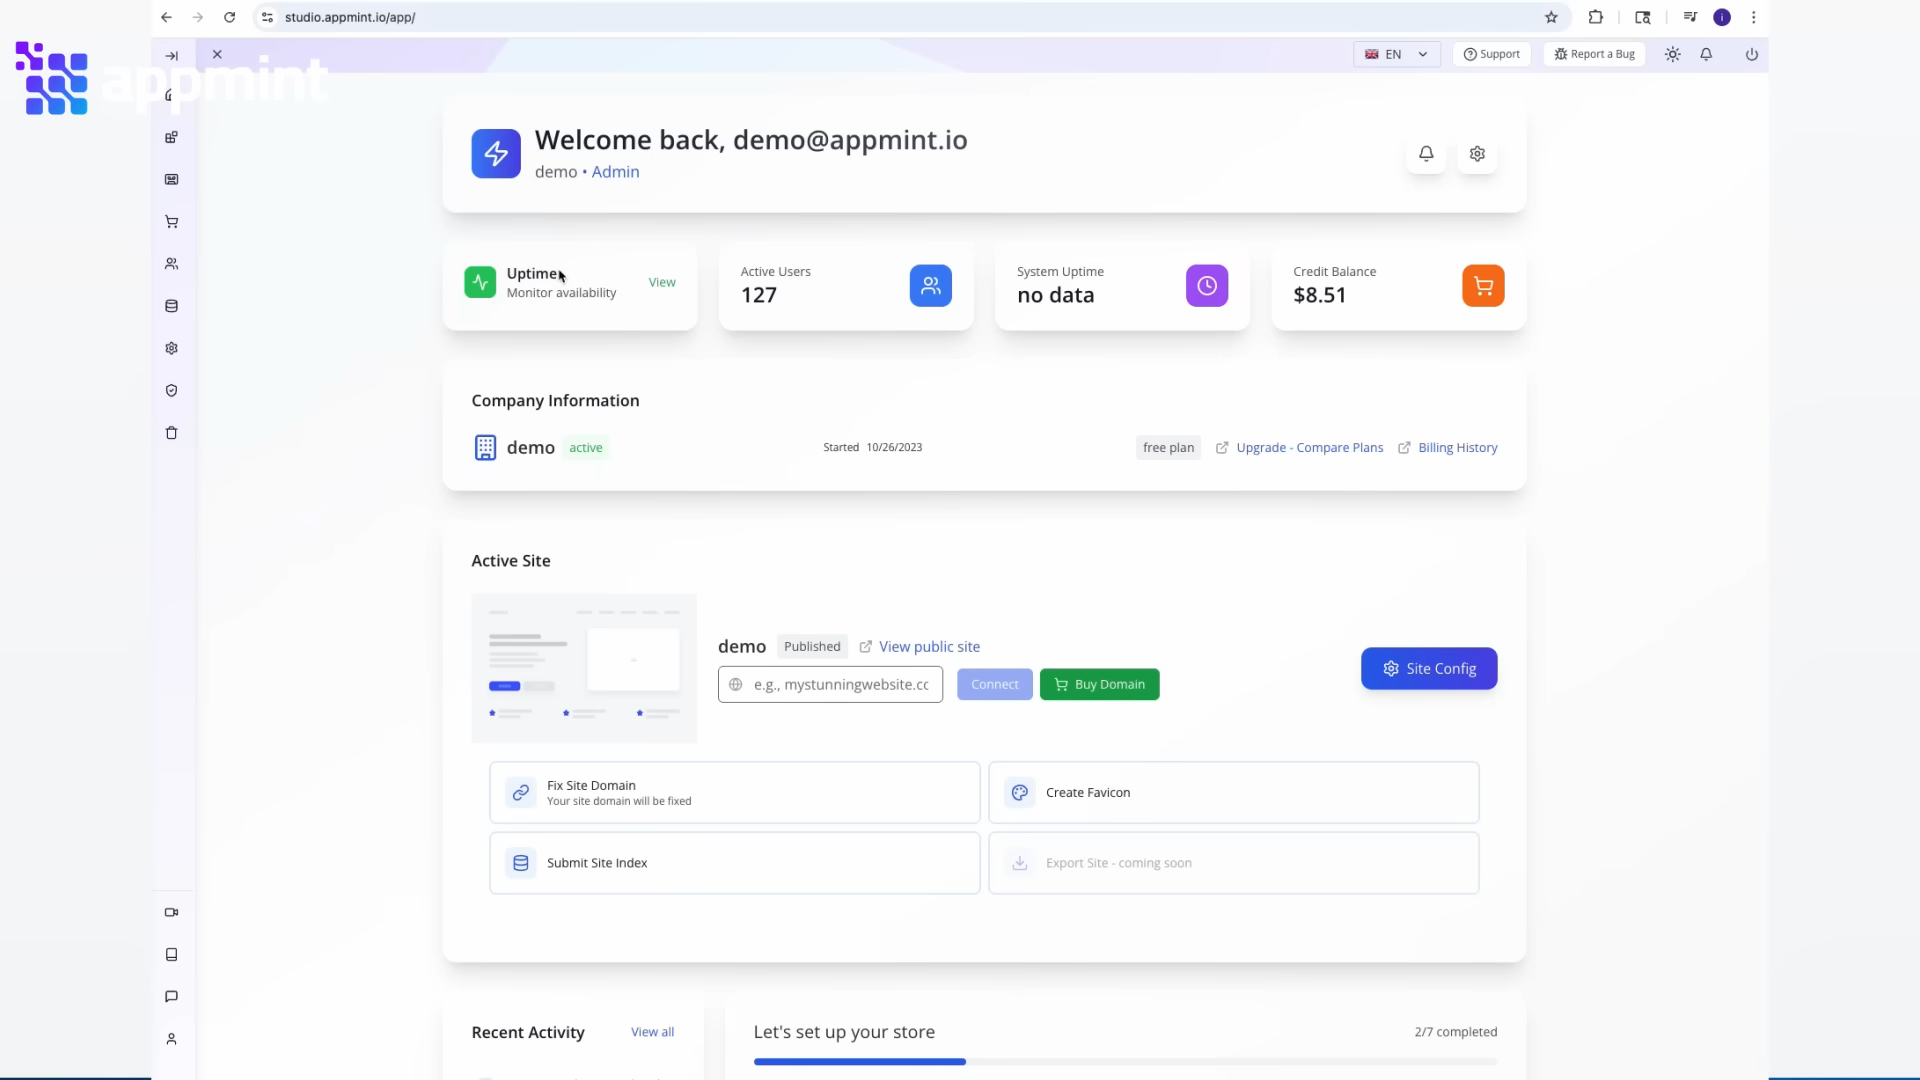 studio.appmint.io/app/
i
appmint
EN
Support
Report a Bug
Welcome back, demo@appmint.io
demo • Admin
Uptime
Monitor availability
View
Active Users
127
System Uptime
no data
Credit Balance
$8.51
Company Information
demo
active
Started 10/26/2023
free plan
Upgrade - Compare Plans
Billing History
Active Site
demo
Published
View public site
e.g., mystunningwebsite.cc
Connect
Buy Domain
Site Config
Fix Site Domain
Your site domain will be fixed
Create Favicon
Submit Site Index
Export Site - coming soon
Recent Activity
View all
Let's set up your store
2/7 completed